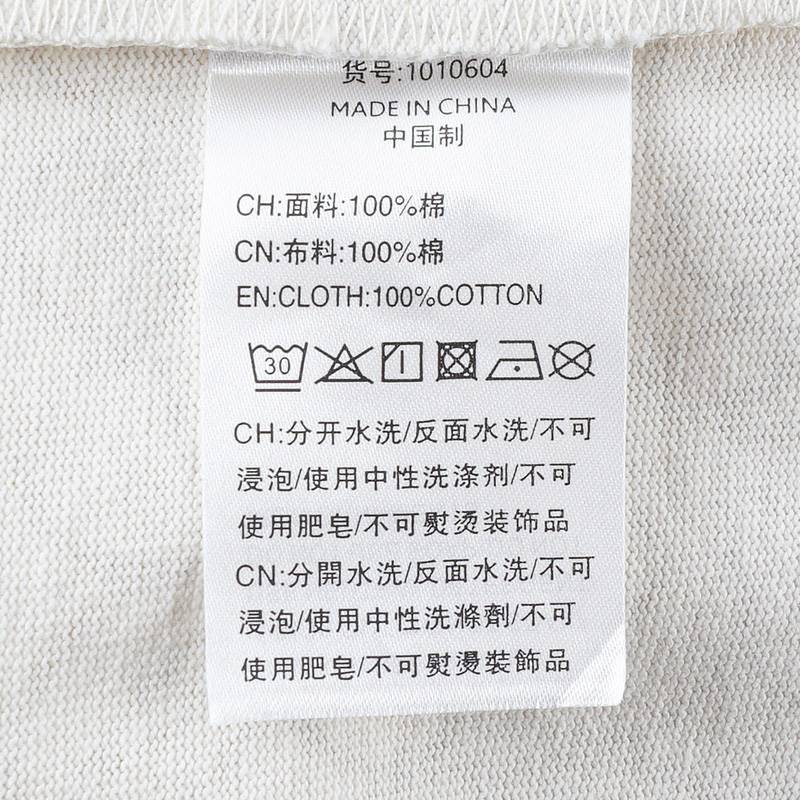 货号:1010604
MADE IN CHINA
中国制
CH:面料:100%棉
CN:布料:100%棉
EN:CLOTH:100%COTTON
30
CH:分开水洗/反面水洗/不可
浸泡/使用中性洗涤剂/不可
使用肥皂/不可熨烫装饰品
CN:分開水洗/反面水洗/不可
浸泡/使用中性洗滌劑/不可
使用肥皂/不可熨燙裝飾品